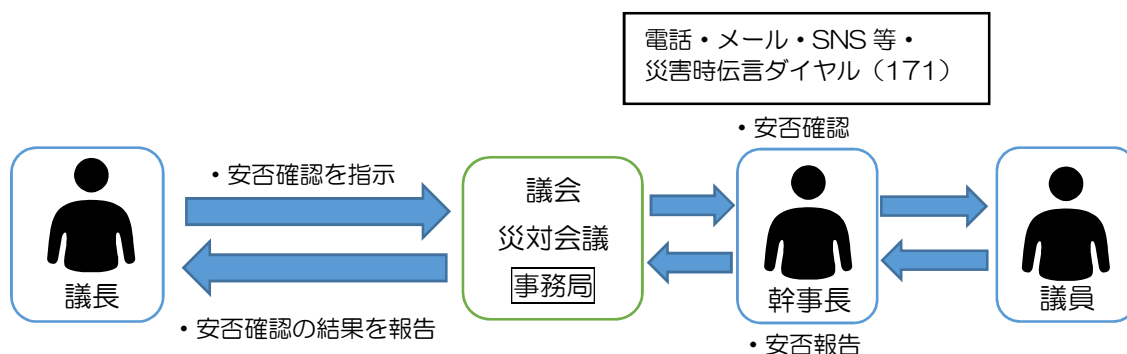 電話・メール・SNS 等・
災害時伝言ダイヤル（171）
・安否確認
・安否確認を指示
議会
災対会議
事務局
議長
幹事長
議員
・安否確認の結果を報告
・安否報告